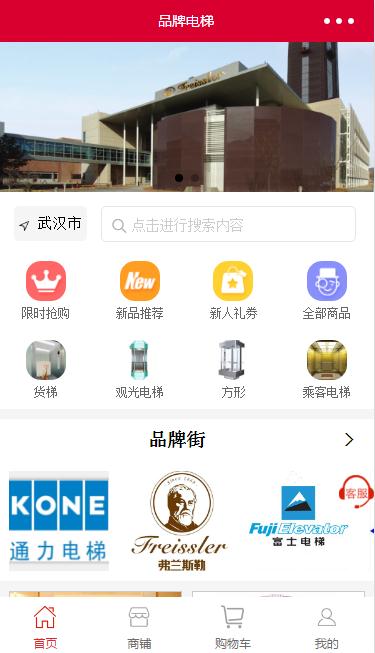 品牌电梯
Freissler
武汉市
点击进行搜索内容
New
限时抢购
新品推荐
新人礼券
全部商品
货梯
观光电梯
方形
乘客电梯
品牌街
KONE
通力电梯
SINCE 1868
Freissler
弗兰斯勒
FujiElevator
富士电梯
客服
首页
商铺
购物车
我的